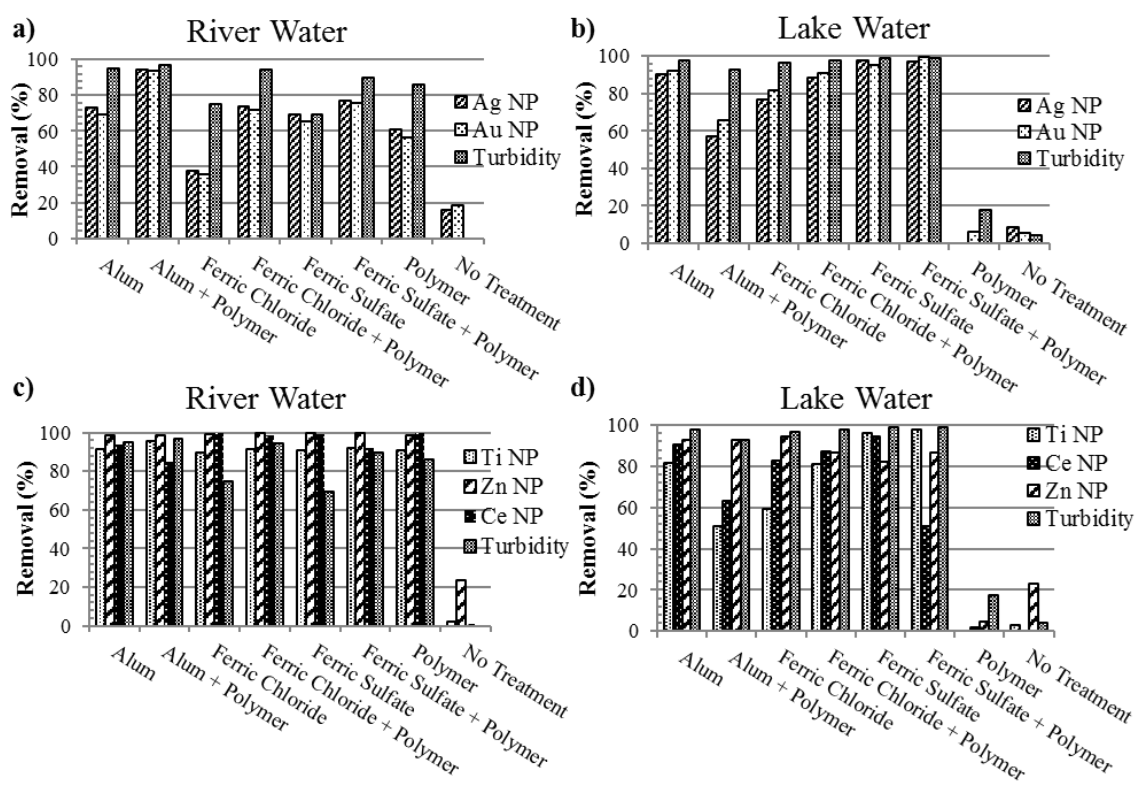 a)
River Water
Removal (%)
100
80
60
40
20
0
Ag NP
Au NP
Turbidity
Alum
Alum + Polymer
Ferric Chloride
Ferric Chloride + Polymer
Ferric Sulfate
Ferric Sulfate + Polymer
Polymer
No Treatment
b)
Lake Water
Removal (%)
100
80
60
40
20
0
Ag NP
Au NP
Turbidity
Alum
Alum + Polymer
Ferric Chloride
Ferric Chloride + Polymer
Ferric Sulfate
Ferric Sulfate + Polymer
Polymer
No Treatment
c)
River Water
Removal (%)
100
80
60
40
20
0
Ti NP
Zn NP
Ce NP
Turbidity
Alum
Alum + Polymer
Ferric Chloride
Ferric Chloride + Polymer
Ferric Sulfate
Ferric Sulfate + Polymer
Polymer
No Treatment
d)
Lake Water
Removal (%)
100
80
60
40
20
0
Ti NP
Ce NP
Zn NP
Turbidity
Alum
Alum + Polymer
Ferric Chloride
Ferric Chloride + Polymer
Ferric Sulfate
Ferric Sulfate + Polymer
Polymer
No Treatment